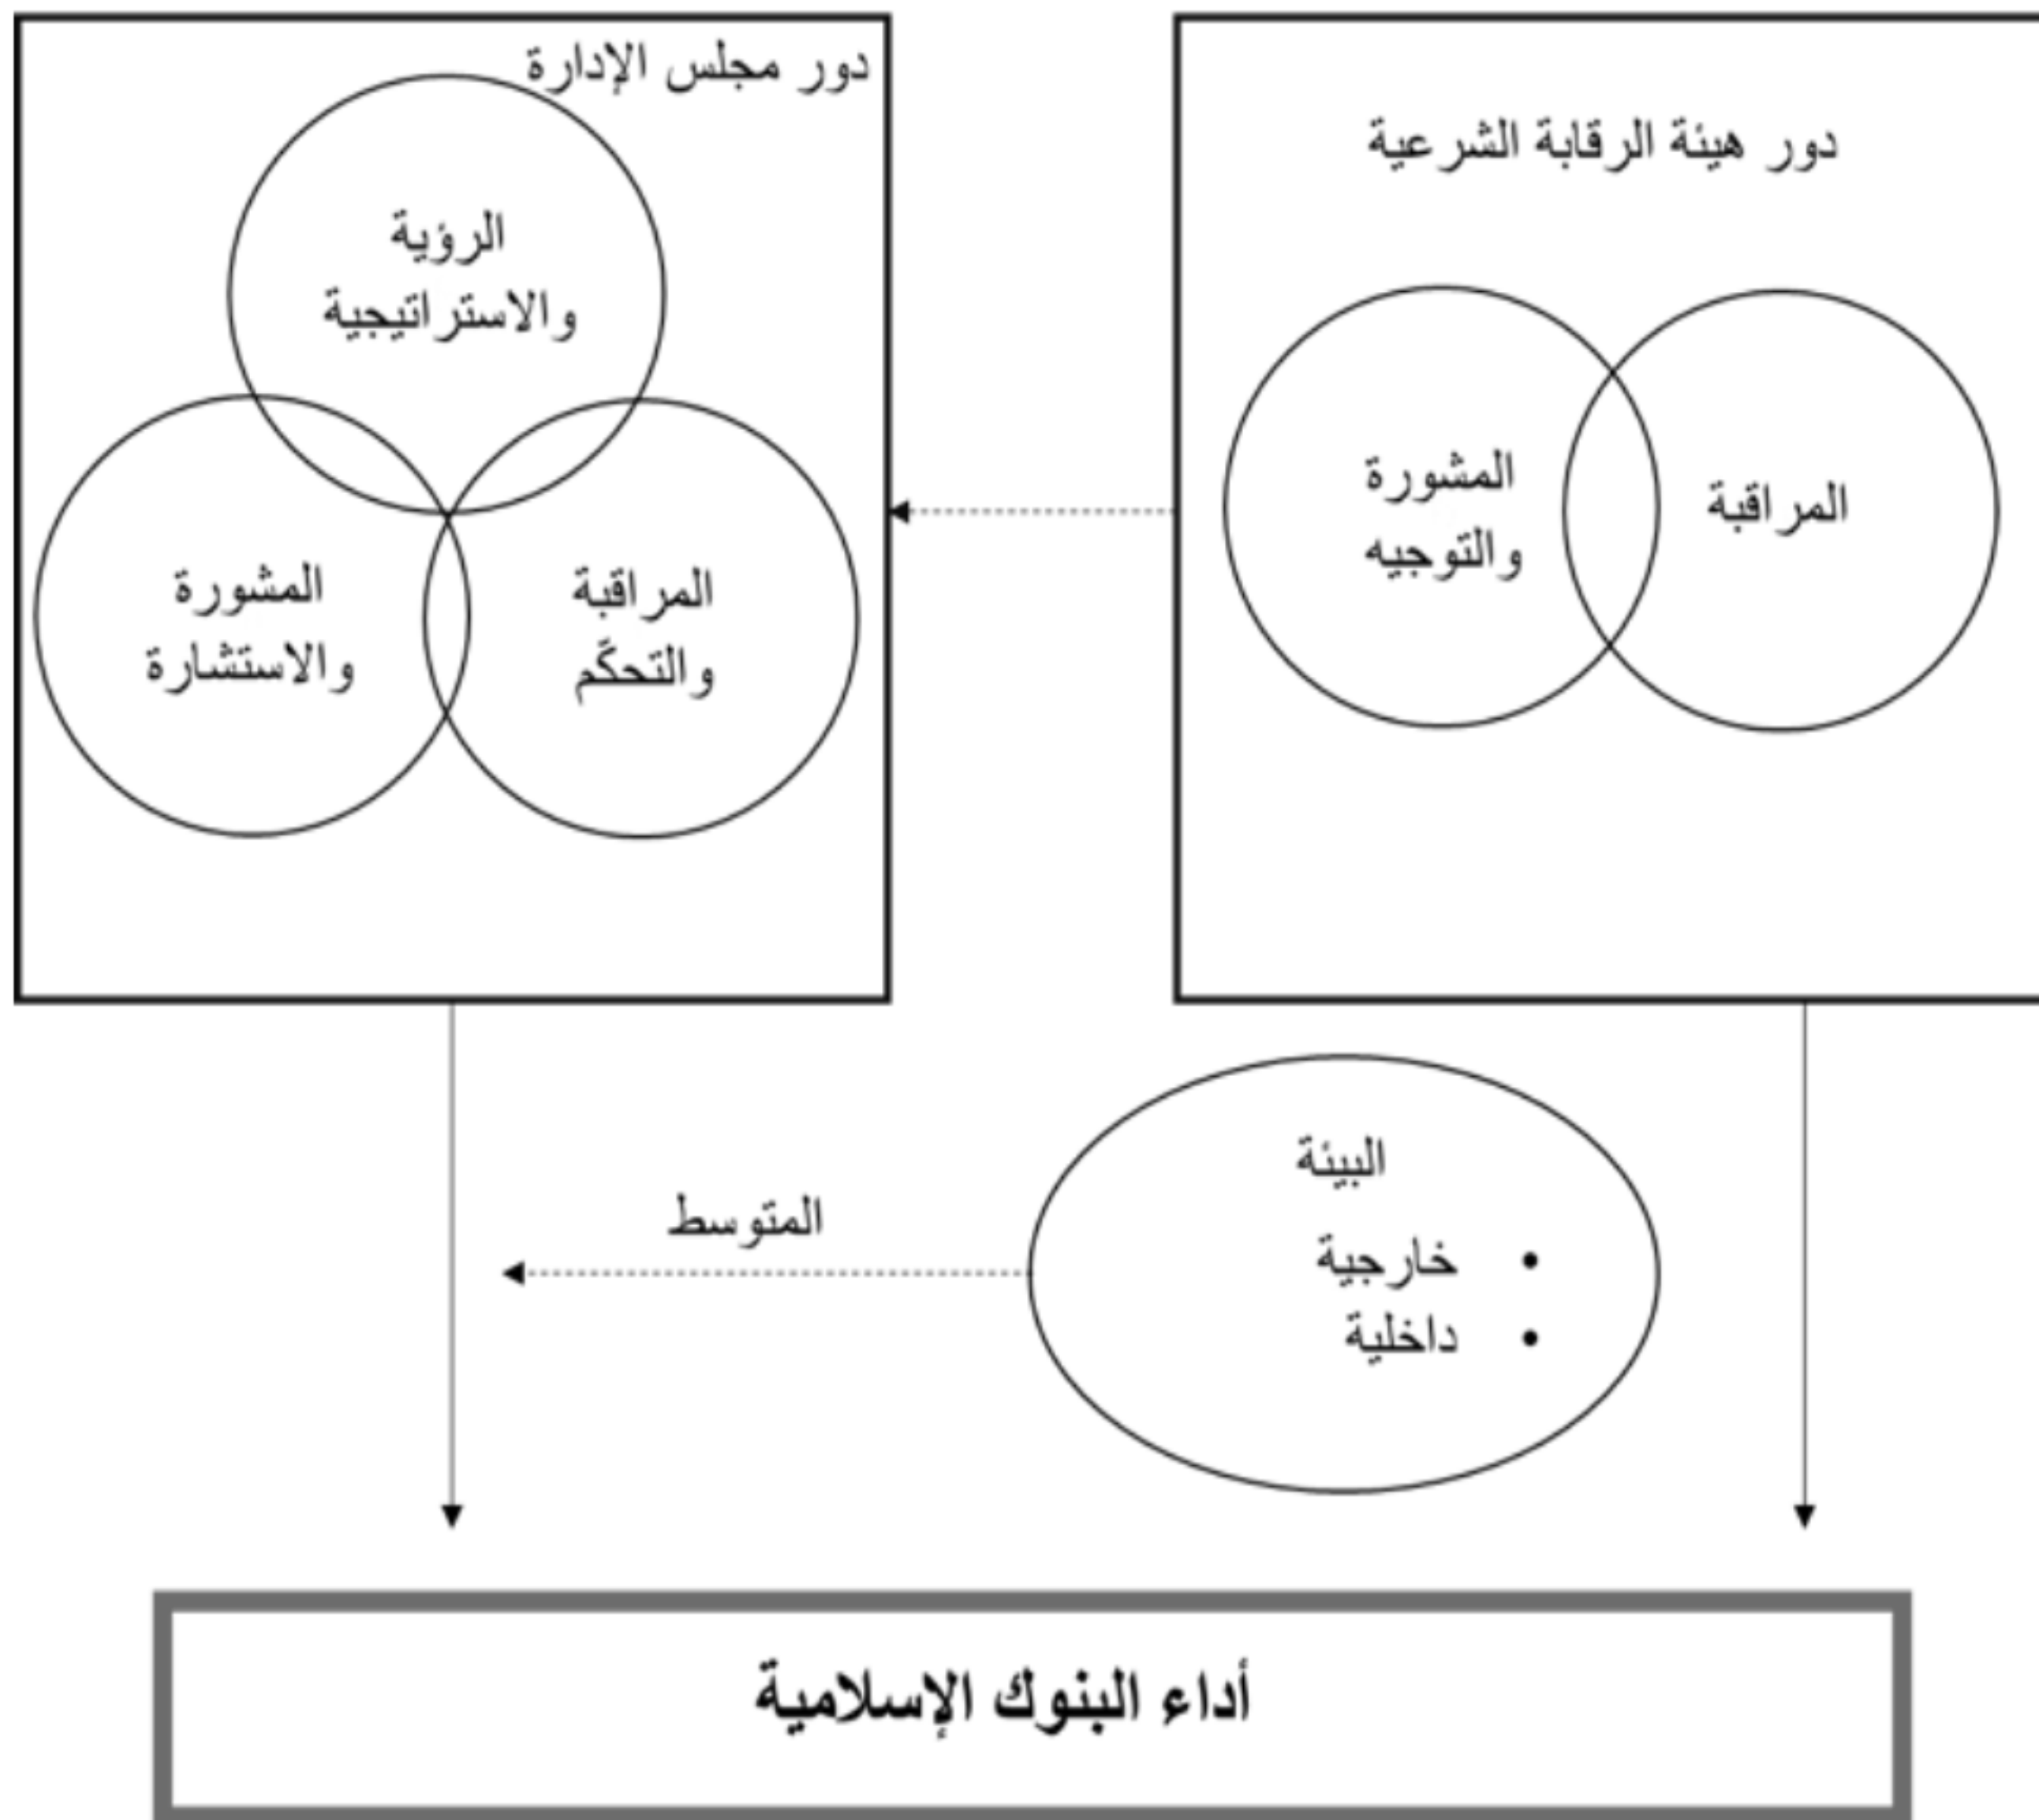 دور هيئة الرقابة الشرعية
المراقبة
المشورة
والتوجيه
دور مجلس الإدارة
الرؤية
والاستراتيجية
المراقبة
والتحكّم
المشورة
والاستشارة
البيئة
• خارجية
• داخلية
المتوسط
أداء البنوك الإسلامية